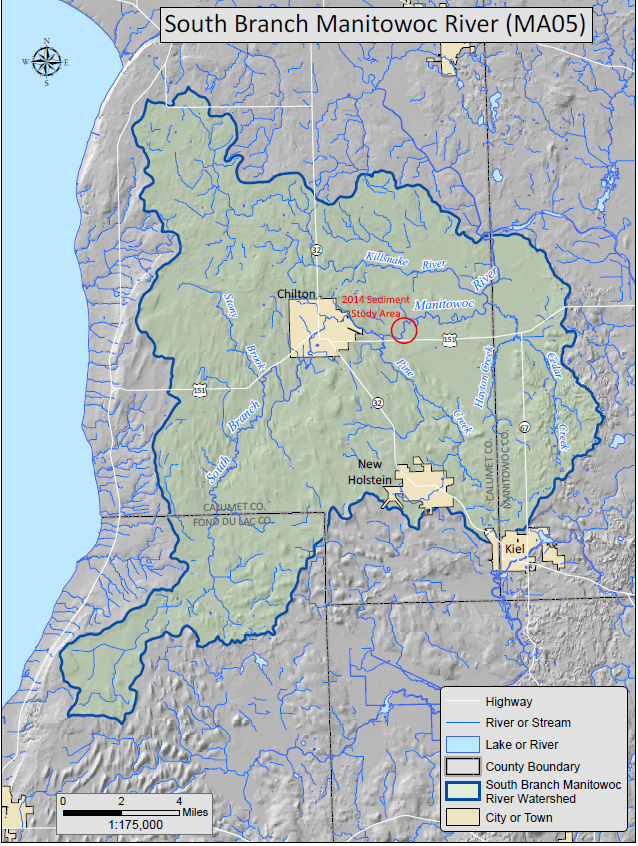 South Branch Manitowoc River (MA05)
N
W E
S
32
Killsnake River
River
Chilton
2014 Sediment
Study Area
Manitowoc
Stony
Brook
151
151
Pine
Creek
Hayton Creek
Cedar
Creek
32
67
South Branch
New
Holstein
CALUMET CO.
MANITOWOC CO.
CALUMET CO.
FOND DU LAC CO.
Kiel
Highway
River or Stream
Lake or River
County Boundary
South Branch Manitowoc
River Watershed
City or Town
0 2 4
Miles
1:175,000